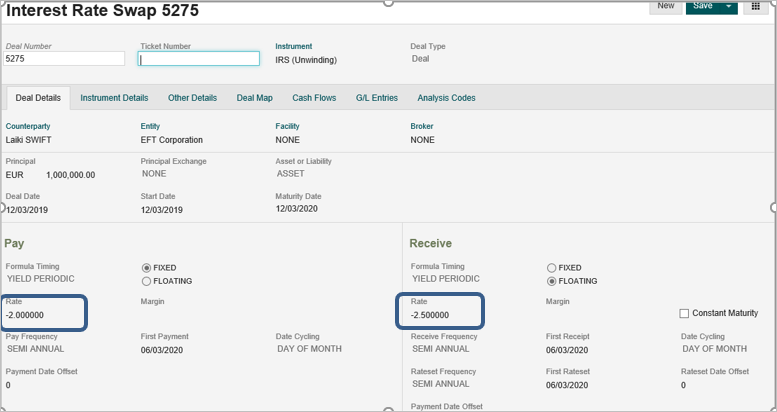 Interest Rate Swap 5275
New Save
Deal Number Ticket Number Instrument Deal Type
5275 IRS (Unwinding) Deal
Deal Details Instrument Details Other Details Deal Map Cash Flows G/L Entries Analysis Codes
Counterparty Entity Facility Broker
Laiki SWIFT EFT Corporation NONE NONE
Principal Principal Exchange Asset or Liability
EUR 1,000,000.00 NONE ASSET
Deal Date Start Date Maturity Date
12/03/2019 12/03/2019 12/03/2020
Pay Receive
Formula Timing FIXED Formula Timing FIXED
YIELD PERIODIC FLOATING YIELD PERIODIC FLOATING
Rate Margin Rate Margin
-2.000000 -2.500000 Constant Maturity
Pay Frequency First Payment Date Cycling Receive Frequency First Receipt Date Cycling
SEMI ANNUAL 06/03/2020 DAY OF MONTH SEMI ANNUAL 06/03/2020 DAY OF MONTH
Payment Date Offset Rateset Frequency First Rateset Rateset Date Offset
0 SEMI ANNUAL 06/03/2020 0
Payment Date Offset